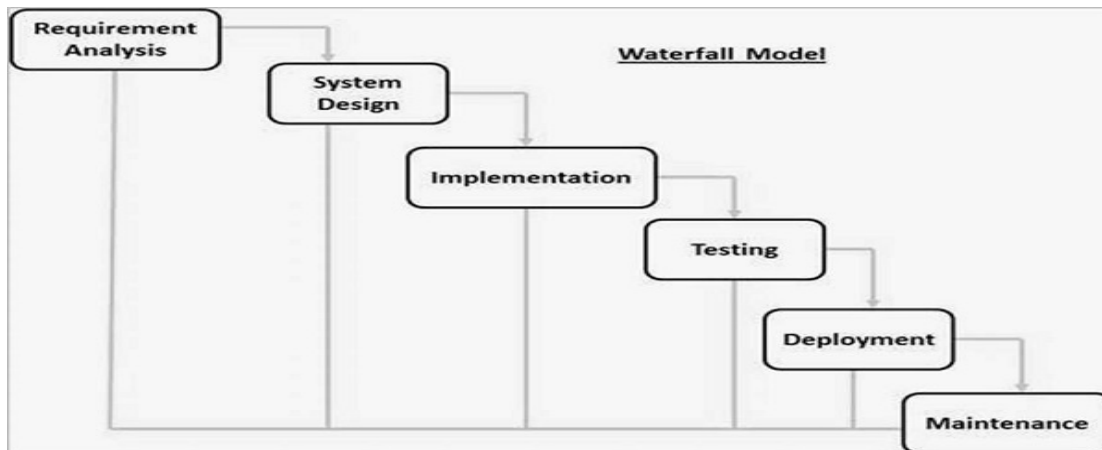 Requirement
Analysis
Waterfall Model
System
Design
Implementation
Testing
Deployment
Maintenance